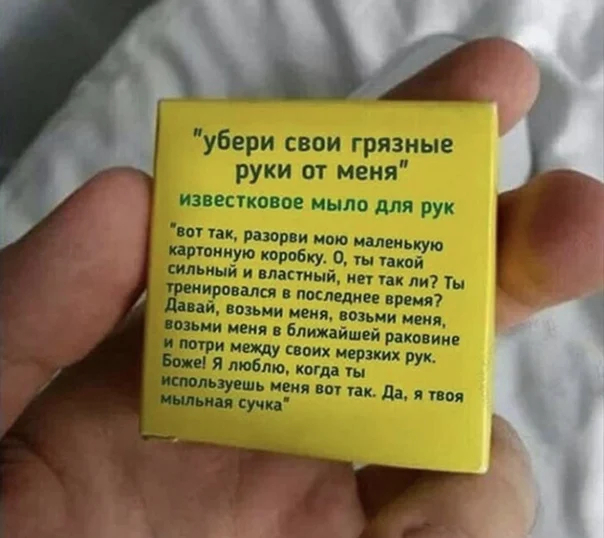 "убери свои грязные
руки от меня"
известковое мыло для рук
"вот так, разорви мою маленькую
картонную коробку. О, ты такой
сильный и властный, нет так ли? Ты
тренировался в последнее время?
Давай, возьми меня, возьми меня,
возьми меня в ближайшей раковине
и потри между своих мерзких рук.
Боже! Я люблю, когда ты
используешь меня вот так. Да, я твоя
мыльная сучка"